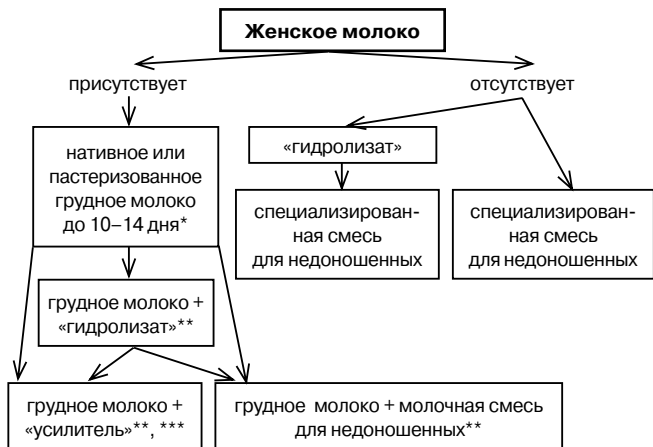 Женское молоко
присутствует
отсутствует
нативное или
пастеризованное
грудное молоко
до 10–14 дня*
«гидролизат»
специализирован-
ная смесь
для недоношенных
специализирован-
ная смесь
для недоношенных
грудное молоко +
«гидролизат»**
грудное молоко +
«усилитель»**, ***
грудное молоко + молочная смесь
для недоношенных**